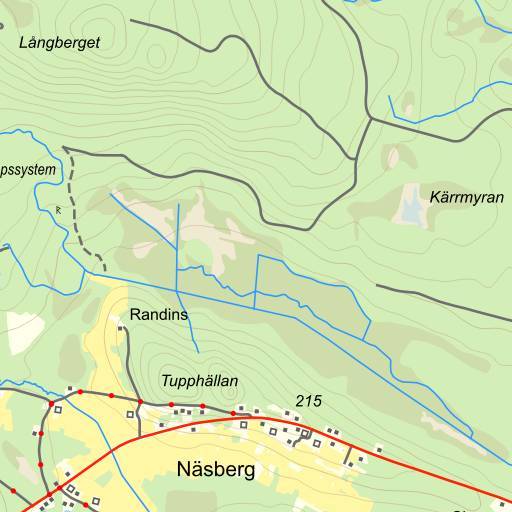 Långberget
pssystem
Kärrmyran
Randins
Tupphällan
215
Näsberg